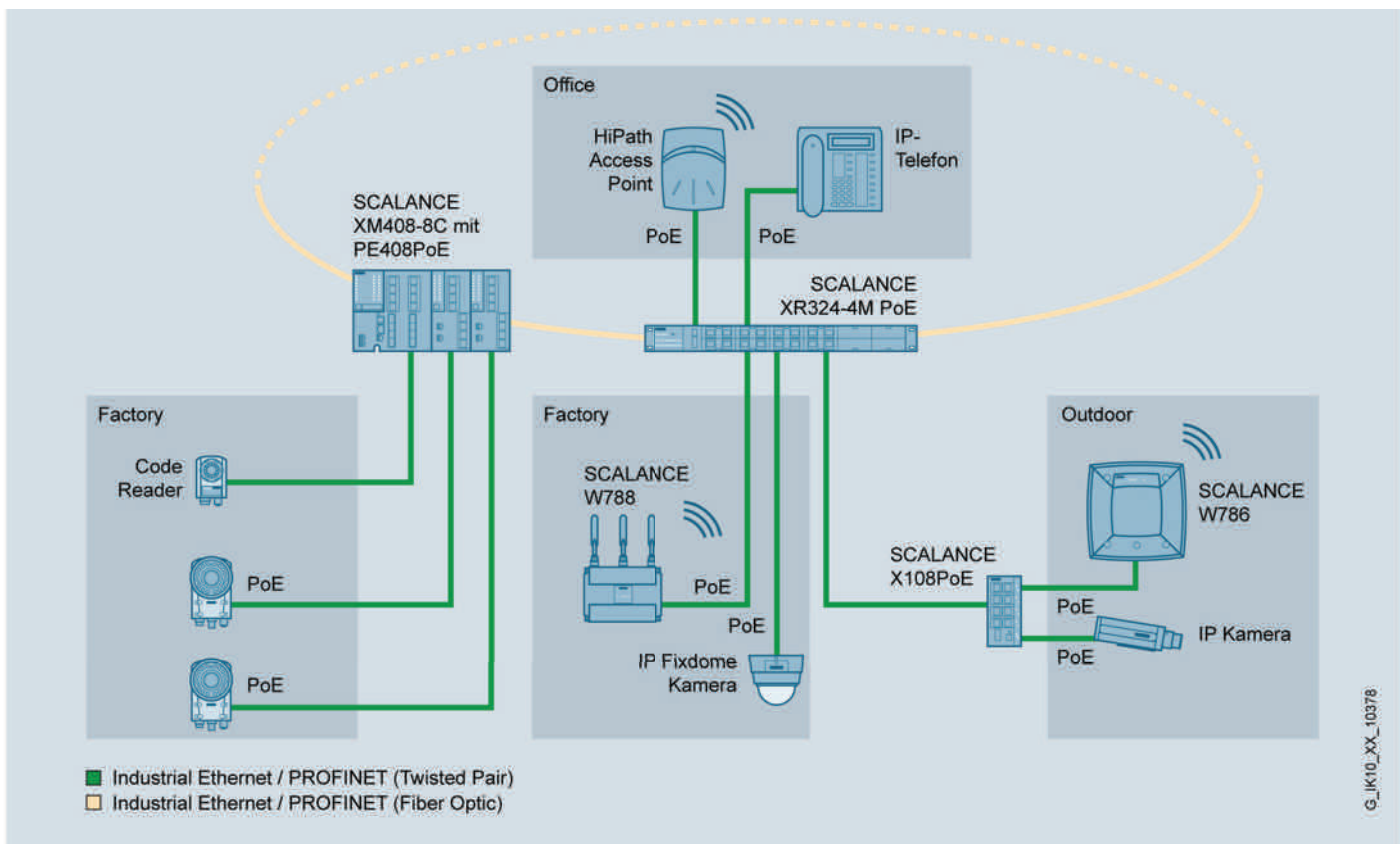 Office
HiPath
Access
Point
IP-
Telefon
PoE
PoE
SCALANCE
XM408-8C mit
PE408PoE
SCALANCE
XR324-4M PoE
Factory
Code
Reader
PoE
PoE
Factory
SCALANCE
W788
PoE
PoE
IP Fixdome
Kamera
Outdoor
SCALANCE
W786
SCALANCE
X108PoE
PoE
PoE
IP Kamera
Industrial Ethernet / PROFINET (Twisted Pair)
Industrial Ethernet / PROFINET (Fiber Optic)
G_IK10_XX_10378